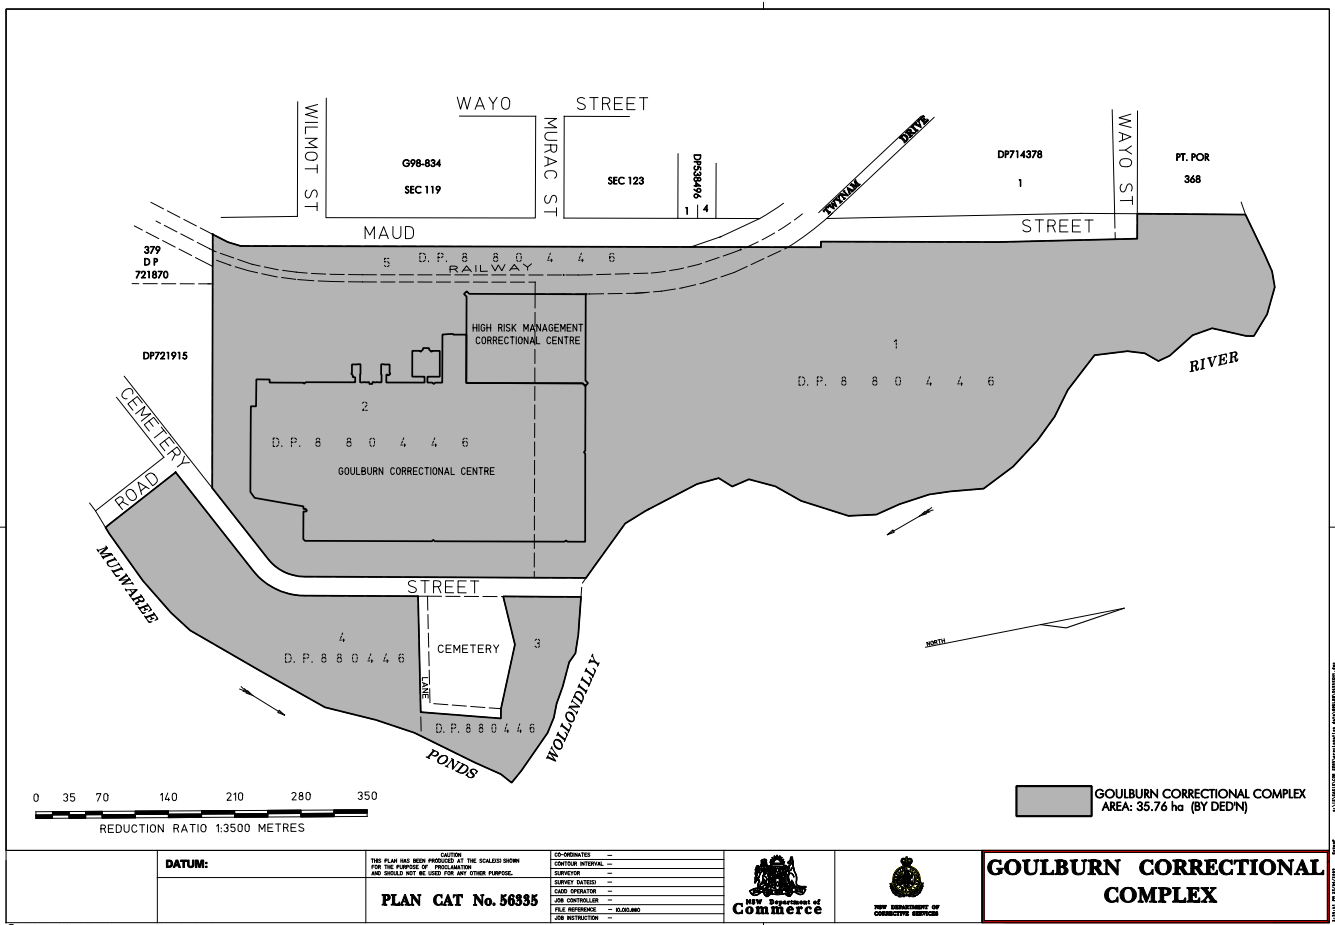 WAYO STREET
WILMOT ST
MURAC ST
G98-834
SEC 119
SEC 123
DP538496
1 4
TWYNAM DRIVE
DP714378
1
WAYO ST
PT. POR
368
MAUD
STREET
379
D P
721870
5 D. P. 8 8 0 4 4 6
RAILWAY
HIGH RISK MANAGEMENT
CORRECTIONAL CENTRE
DP721915
1
D. P. 8 8 0 4 4 6
RIVER
2
D. P. 8 8 0 4 4 6
GOULBURN CORRECTIONAL CENTRE
CEMETERY
ROAD
MULWAREE
STREET
4
D. P. 8 8 0 4 4 6
CEMETERY
LANE
3
D. P. 8 8 0 4 4 6
WOLLONDILLY
PONDS
NORTH
0 35 70 140 210 280 350
REDUCTION RATIO 1:3500 METRES
GOULBURN CORRECTIONAL COMPLEX
AREA: 35.76 ha (BY DED'N)
DATUM:
CAUTION
THIS PLAN HAS BEEN PRODUCED AT THE SCALE(S) SHOWN
FOR THE PURPOSE OF PROCLAMATION
AND SHOULD NOT BE USED FOR ANY OTHER PURPOSE.
PLAN CAT No. 56335
CO-ORDINATES –
CONTOUR INTERVAL –
SURVEYOR –
SURVEY DATE(S) –
CADD OPERATOR –
JOB CONTROLLER –
FILE REFERENCE –
JOB INSTRUCTION –
NSW Department of
Commerce
NSW DEPARTMENT OF
CORRECTIVE SERVICES
GOULBURN CORRECTIONAL
COMPLEX